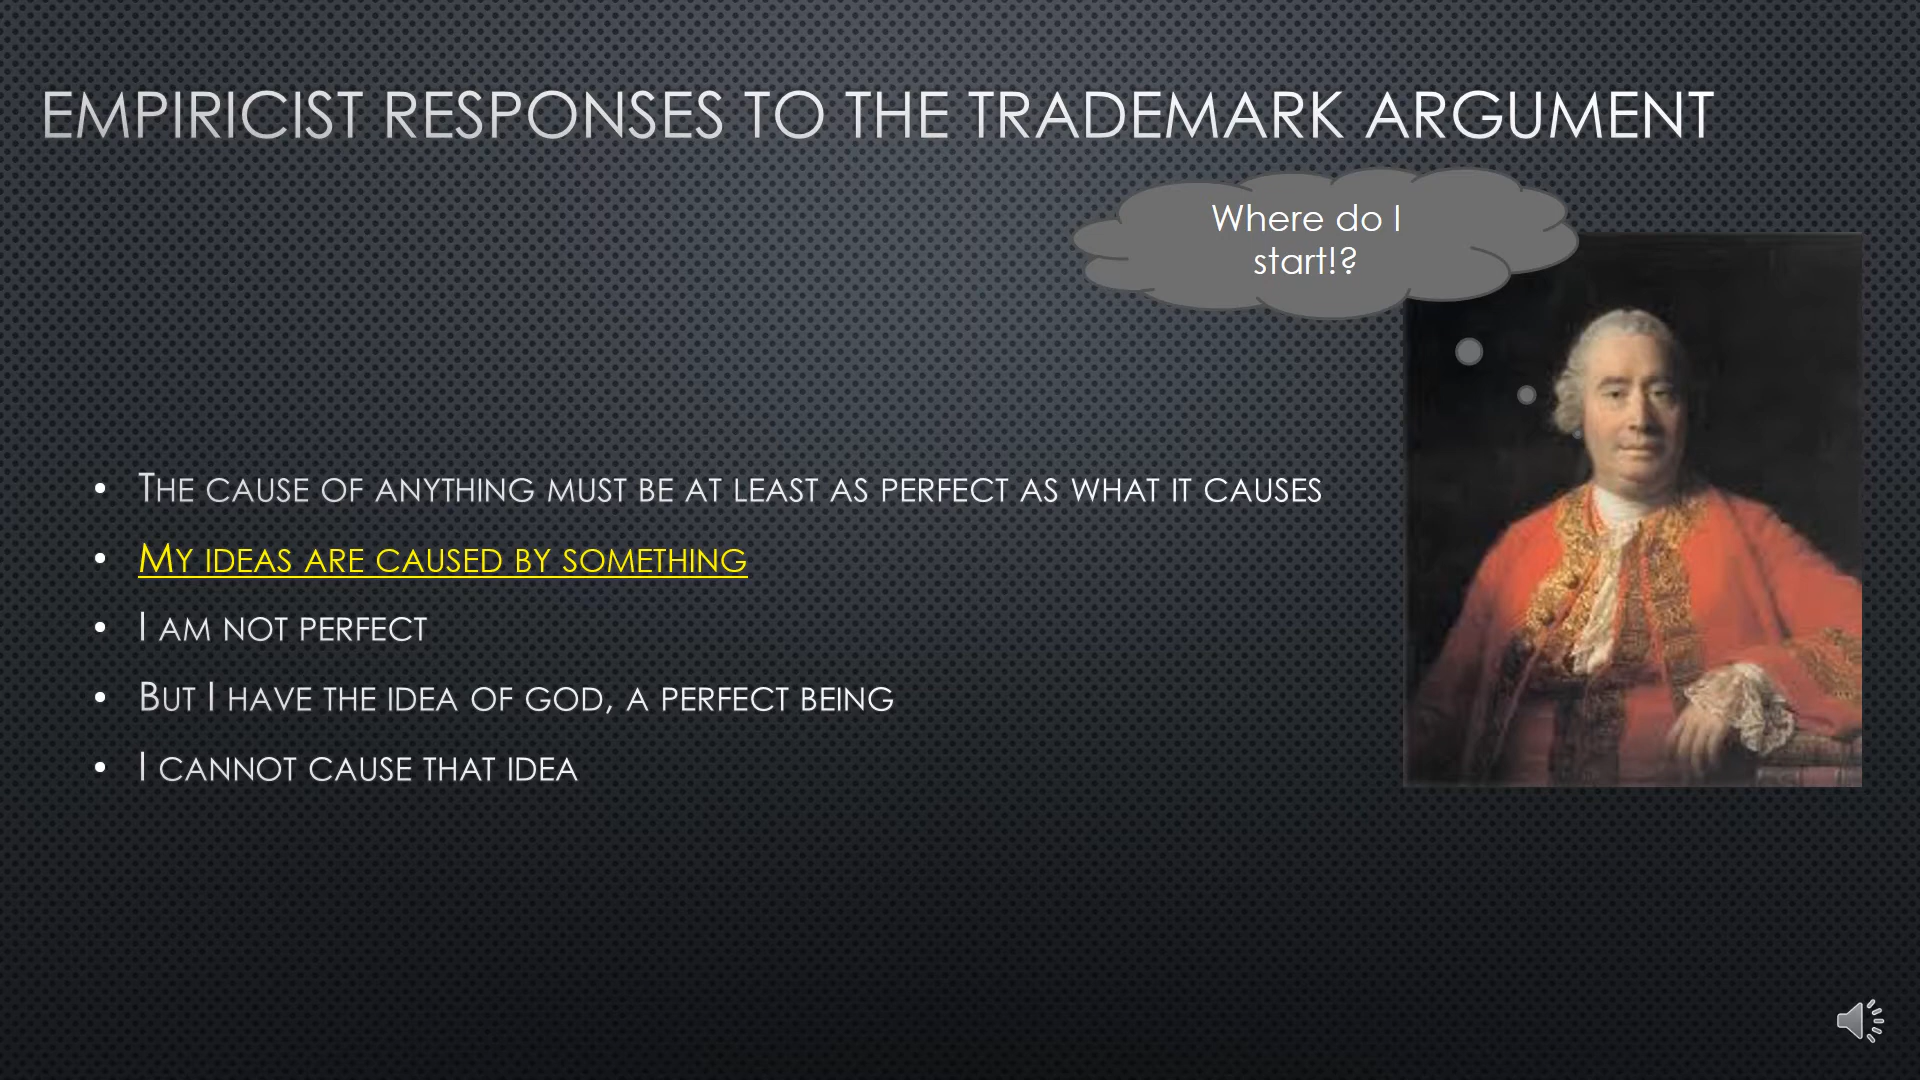 EMPIRICIST RESPONSES TO THE TRADEMARK ARGUMENT
Where do I
start!?
• THE CAUSE OF ANYTHING MUST BE AT LEAST AS PERFECT AS WHAT IT CAUSES
• MY IDEAS ARE CAUSED BY SOMETHING
• I AM NOT PERFECT
• BUT I HAVE THE IDEA OF GOD, A PERFECT BEING
• I CANNOT CAUSE THAT IDEA